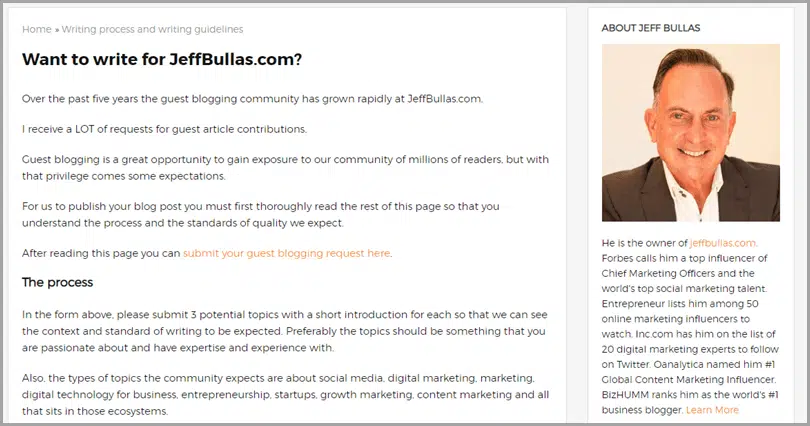 Home » Writing process and writing guidelines
Want to write for JeffBullas.com?
Over the past five years the guest blogging community has grown rapidly at JeffBullas.com.
I receive a LOT of requests for guest article contributions.
Guest blogging is a great opportunity to gain exposure to our community of millions of readers, but with
that privilege comes some expectations.
For us to publish your blog post you must first thoroughly read the rest of this page so that you
understand the process and the standards of quality we expect.
After reading this page you can submit your guest blogging request here.
The process
In the form above, please submit 3 potential topics with a short introduction for each so that we can see
the context and standard of writing to be expected. Preferably the topics should be something that you
are passionate about and have expertise and experience with.
Also, the types of topics the community expects are about social media, digital marketing, marketing,
digital technology for business, entrepreneurship, startups, growth marketing, content marketing and all
that sits in those ecosystems.
ABOUT JEFF BULLAS
He is the owner of jeffbullas.com.
Forbes calls him a top influencer of
Chief Marketing Officers and the
world's top social marketing talent.
Entrepreneur lists him among 50
online marketing influencers to
watch. Inc.com has him on the list of
20 digital marketing experts to follow
on Twitter. Oanalytica named him #1
Global Content Marketing Influencer.
BizHUMM ranks him as the world's #1
business blogger. Learn More